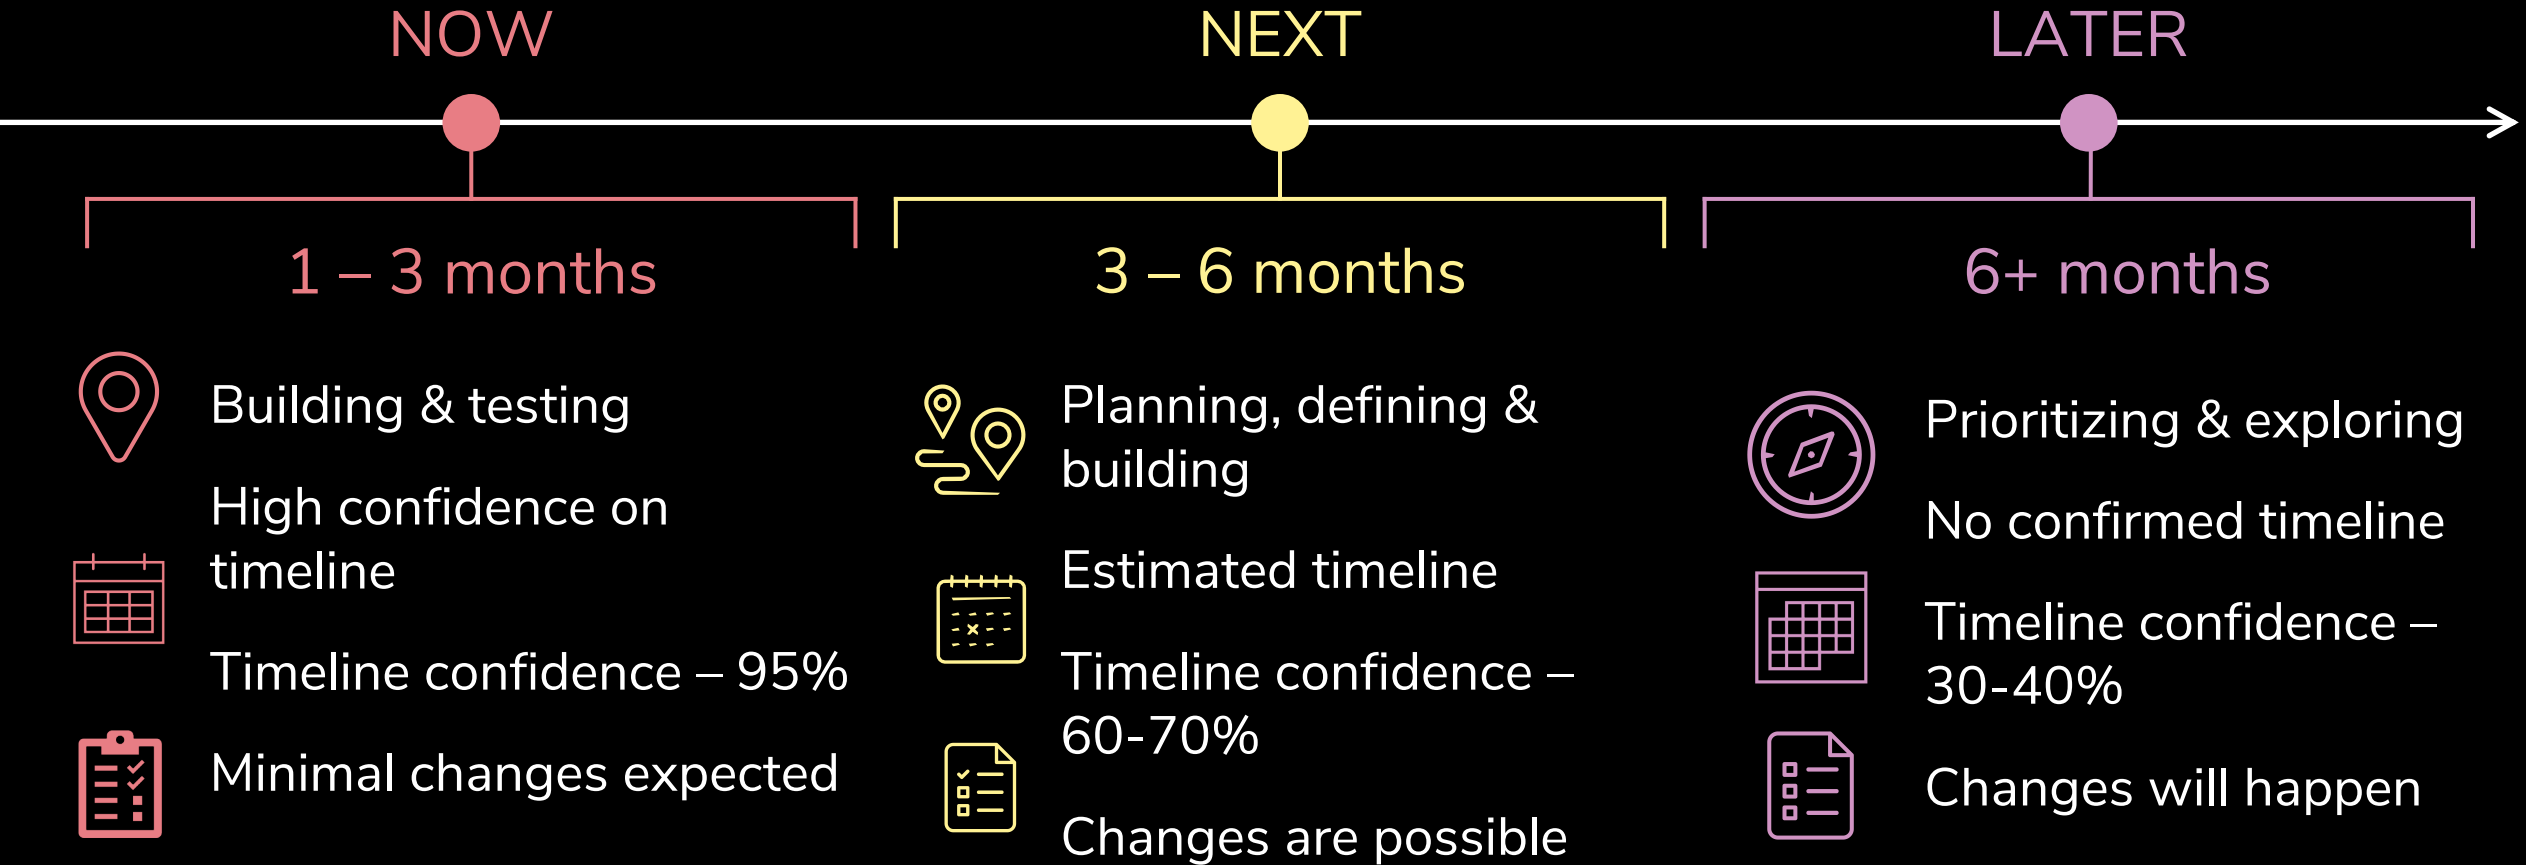 NOW
1 – 3 months
Building & testing
High confidence on
timeline
Timeline confidence – 95%
Minimal changes expected
NEXT
3 – 6 months
Planning, defining &
building
Estimated timeline
Timeline confidence –
60-70%
Changes are possible
LATER
6+ months
Prioritizing & exploring
No confirmed timeline
Timeline confidence –
30-40%
Changes will happen